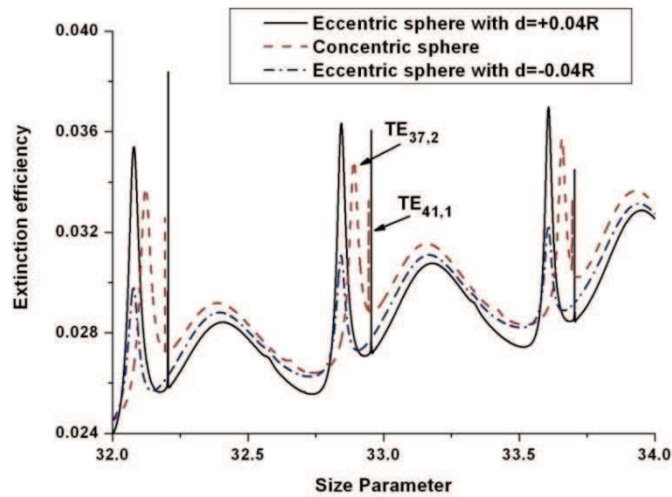 Eccentric sphere with d=+0.04R
Concentric sphere
Eccentric sphere with d=-0.04R
0.040
0.036
0.032
0.028
0.024
Extinction efficiency
TE37,2
TE41,1
32.0
32.5
33.0
33.5
34.0
Size Parameter